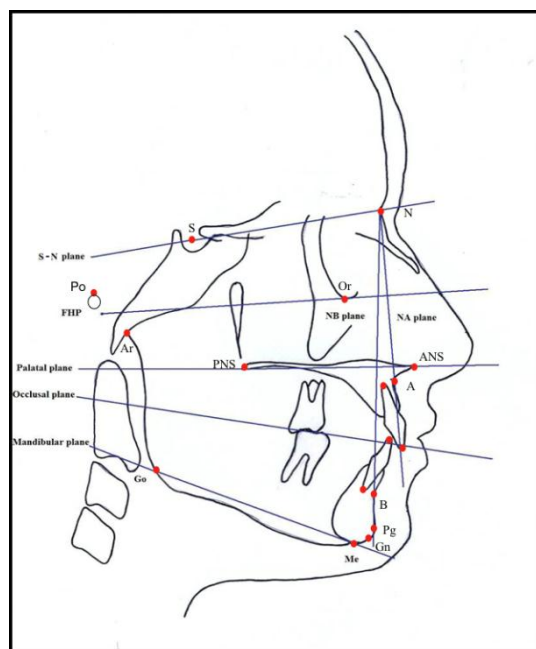 N
S
S-N plane
Po
Or
FHP
NB plane
NA plane
Ar
PNS
ANS
Palatal plane
A
Occlusal plane
Mandibular plane
Go
B
Pg
Gn
Me